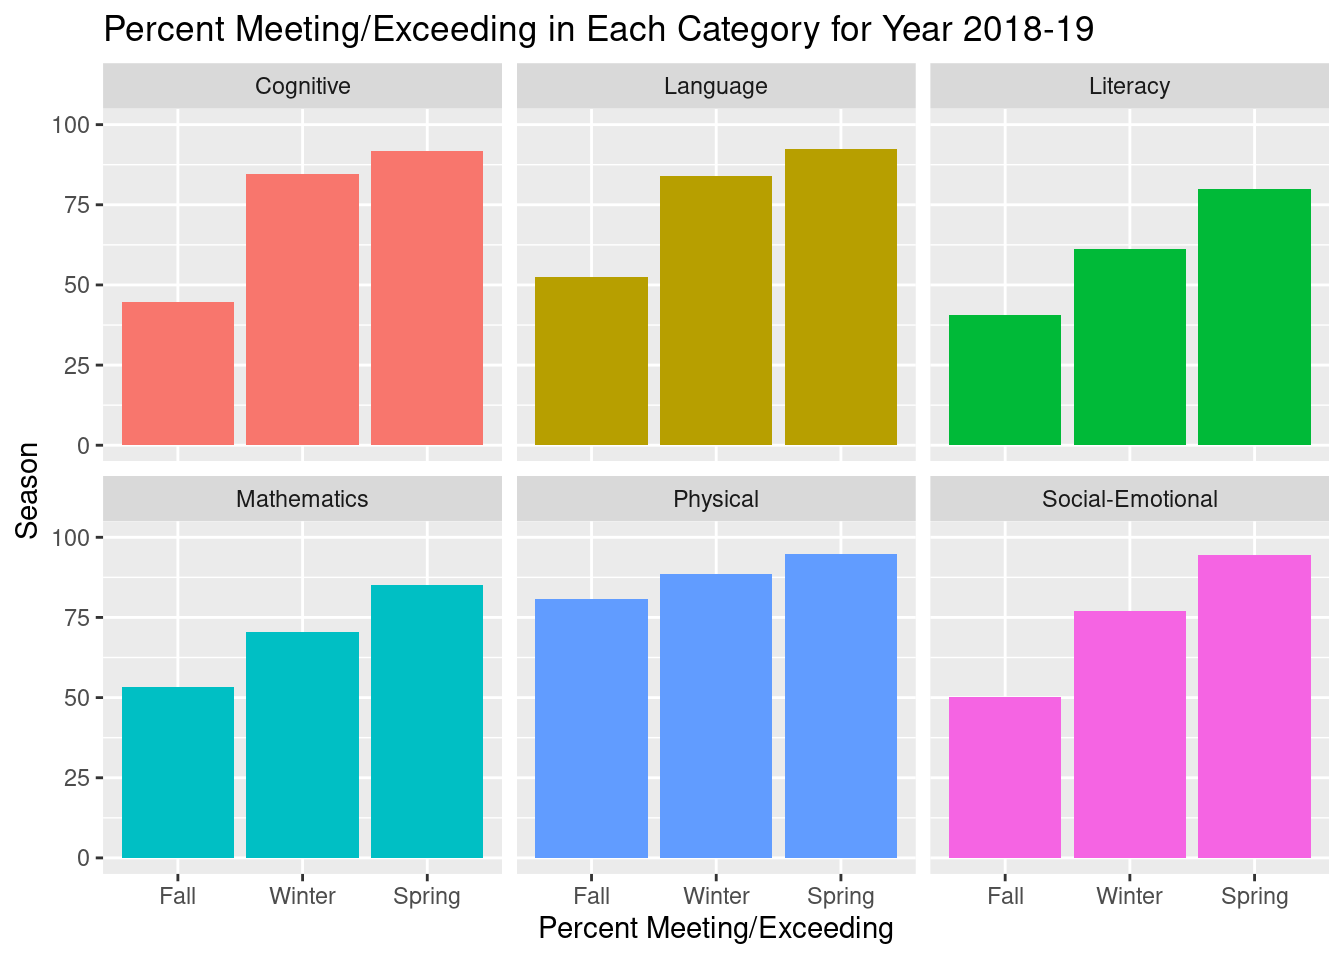 Percent Meeting/Exceeding in Each Category for Year 2018-19
Cognitive
Language
Literacy
100
75
50
25
0
Season
Mathematics
Physical
Social-Emotional
100
75
50
25
0
Fall Winter Spring
Fall Winter Spring
Fall Winter Spring
Percent Meeting/Exceeding